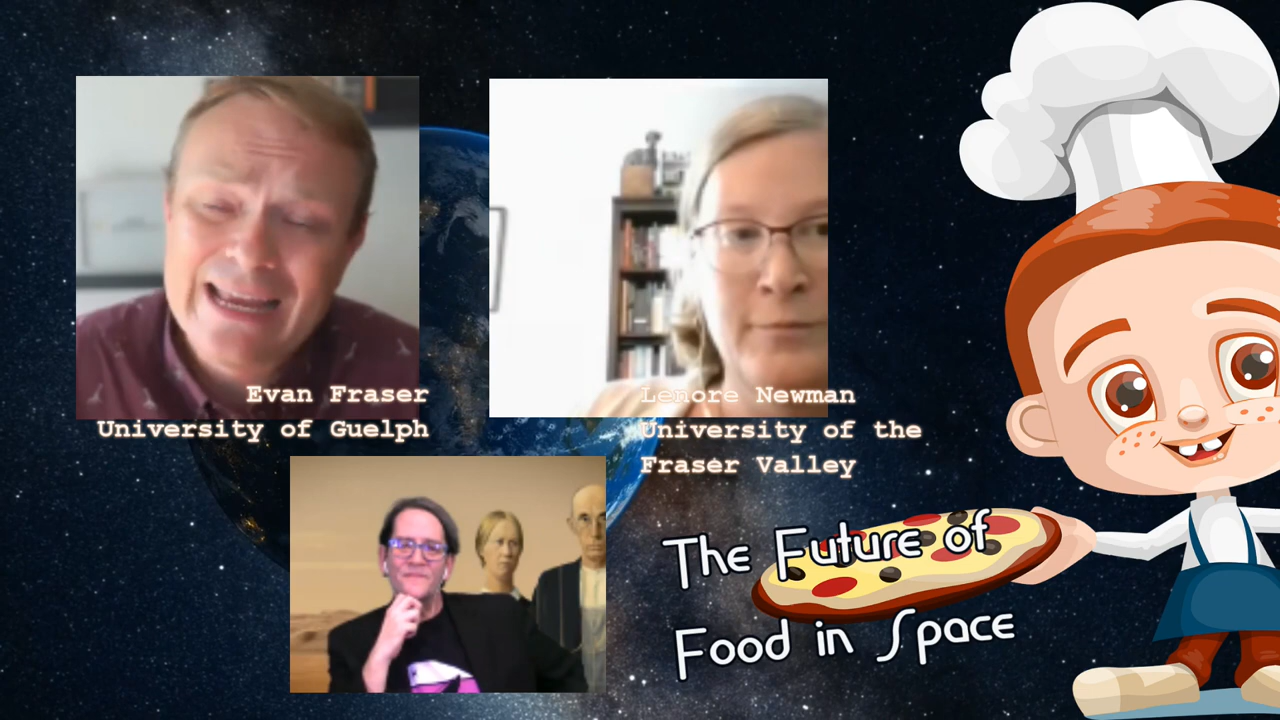 Evan Fraser
University of Guelph
Lenore Newman
University of the
Fraser Valley
The Future of
Food in Space